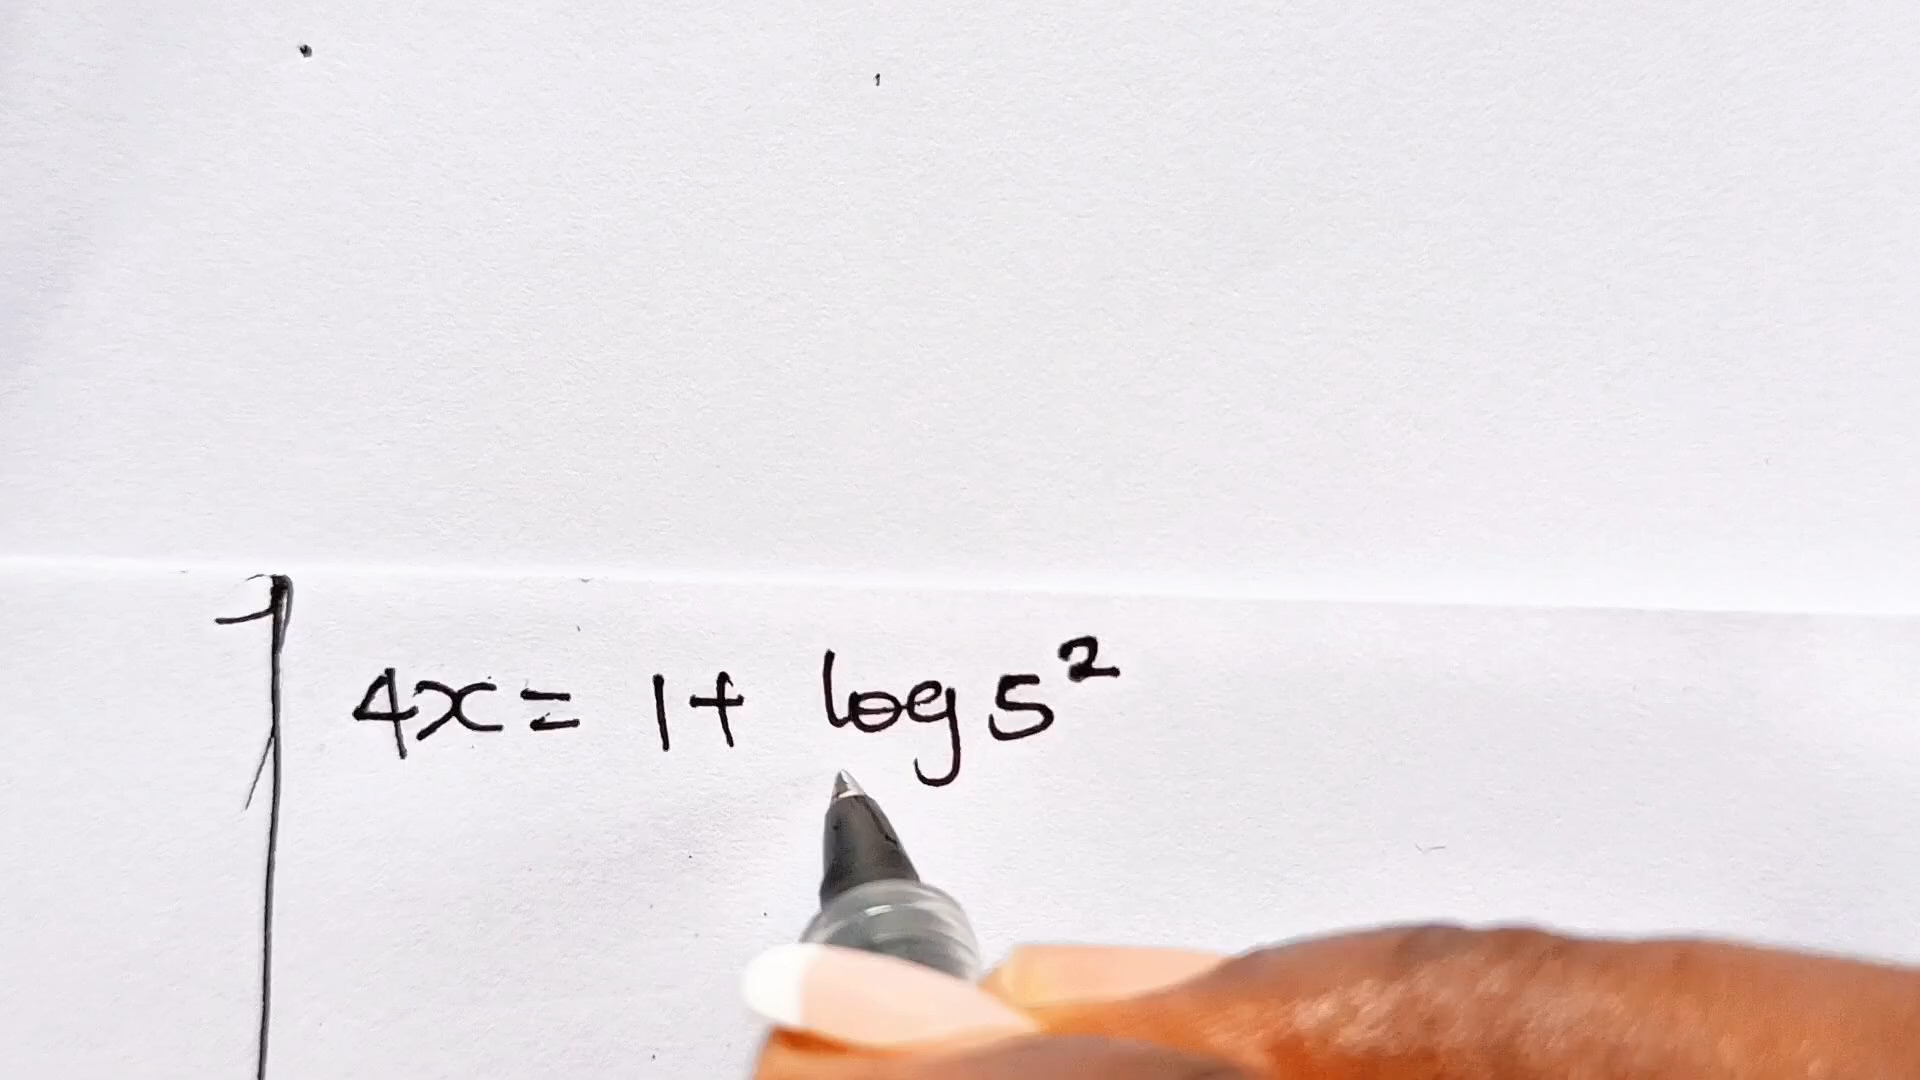 4x = 1 + log 5²